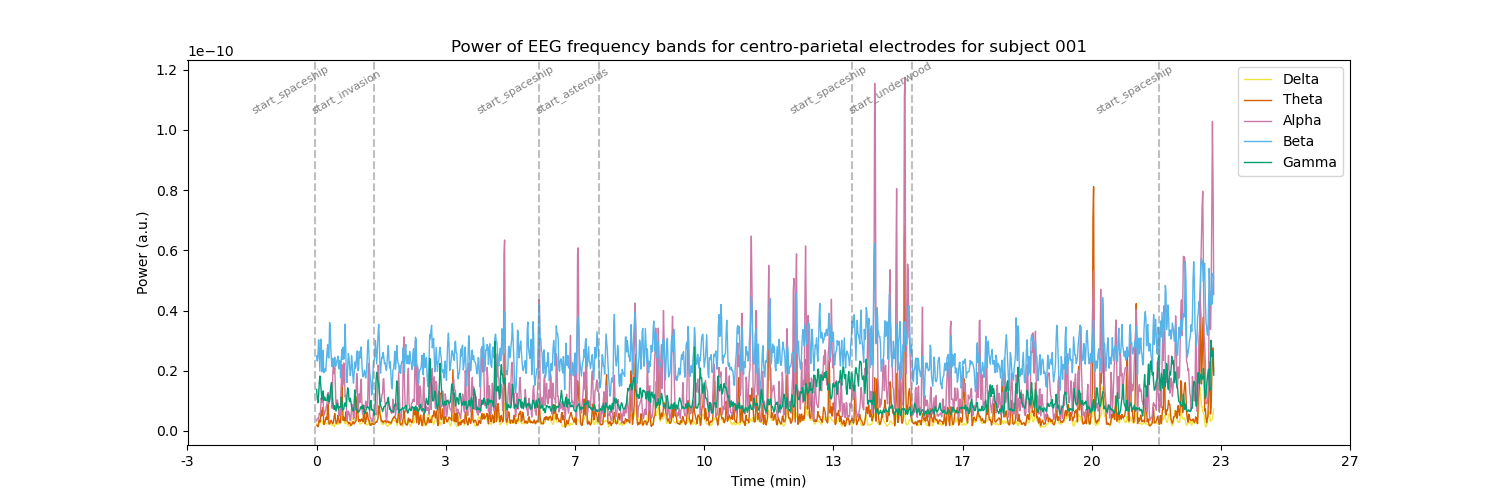 Power of EEG frequency bands for centro-parietal electrodes for subject 001
1e−10
1.2
1.0
0.8
0.6
0.4
0.2
0.0
Power (a.u.)
start_spaceship
start_invasion
start_spaceship
start_asteroids
start_spaceship
start_underwood
start_spaceship
Delta
Theta
Alpha
Beta
Gamma
-3 0 3 7 10 13 17 20 23 27
Time (min)